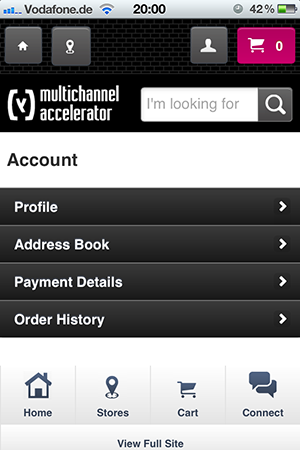 Vodafone.de 20:00 42 %
0
multichannel
accelerator
I'm looking for
Account
Profile
Address Book
Payment Details
Order History
Home Stores Cart Connect
View Full Site